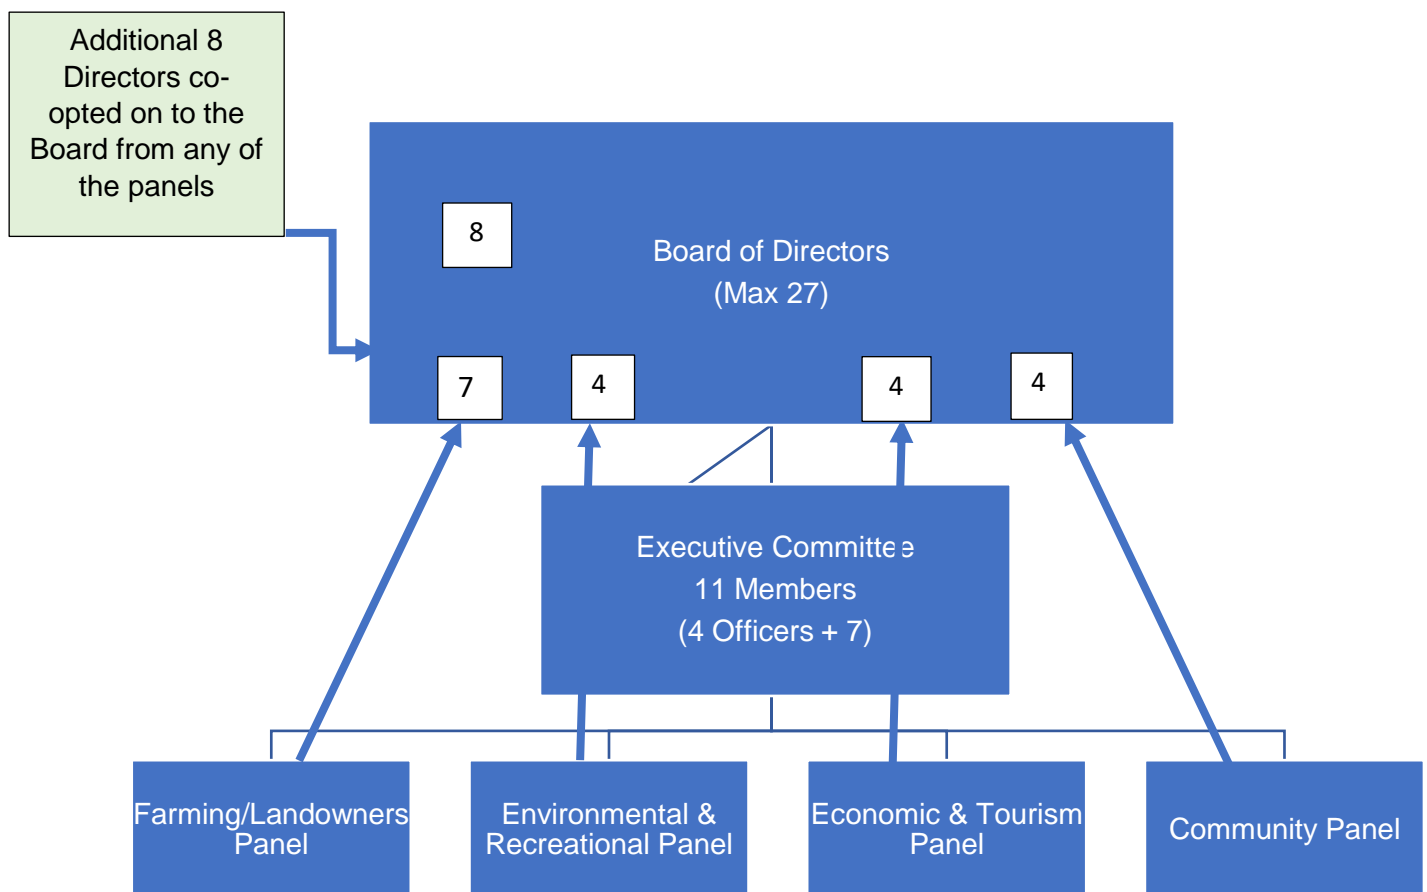 Additional 8
Directors co-
opted on to the
Board from any of
the panels
8
Board of Directors
(Max 27)
7
4
4
4
Executive Committee
11 Members
(4 Officers + 7)
Farming/Landowners
Panel
Environmental &
Recreational Panel
Economic & Tourism
Panel
Community Panel